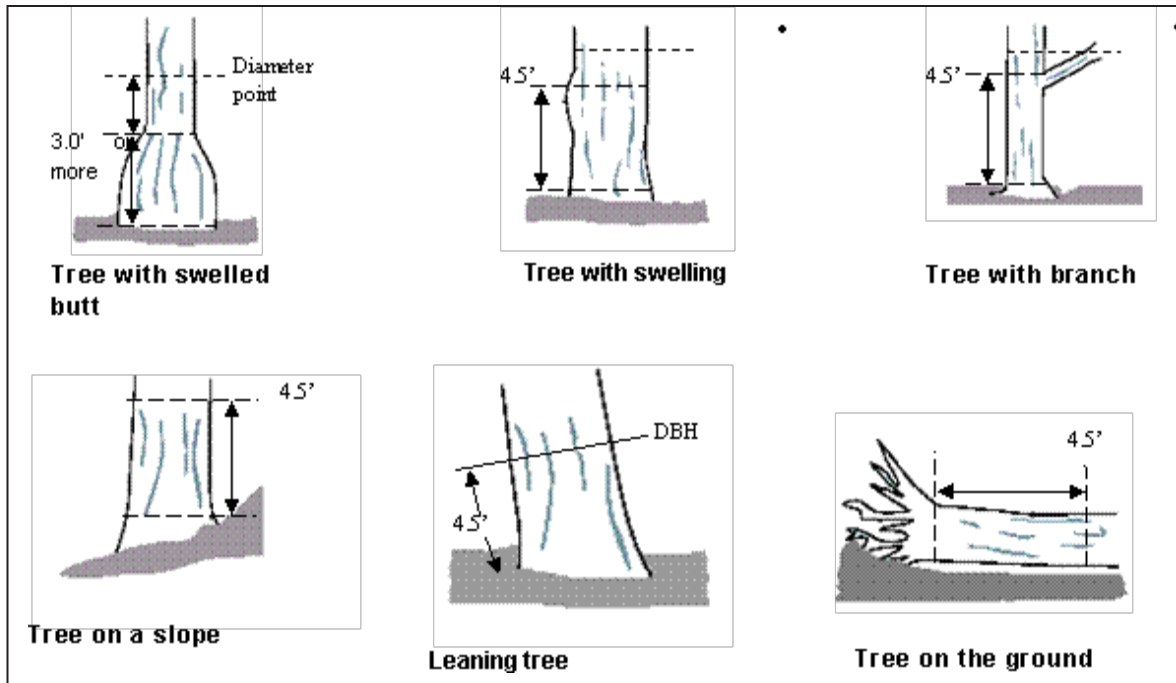 Diameter
point
3.0' or
more
Tree with swelled
butt
4.5'
Tree with swelling
4.5'
Tree with branch
4.5'
Tree on a slope
DBH
4.5'
Leaning tree
4.5'
Tree on the ground